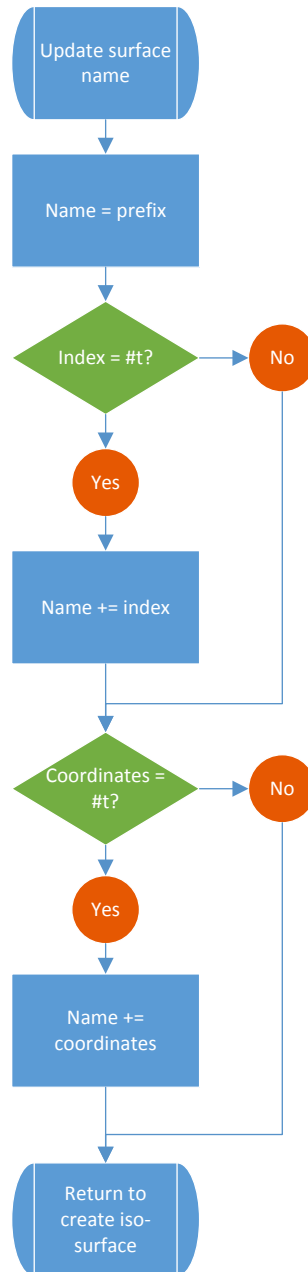 Update surface
name
Name = prefix
Index = #t?
No
Yes
Name += index
Coordinates =
#t?
No
Yes
Name +=
coordinates
Return to
create iso-
surface